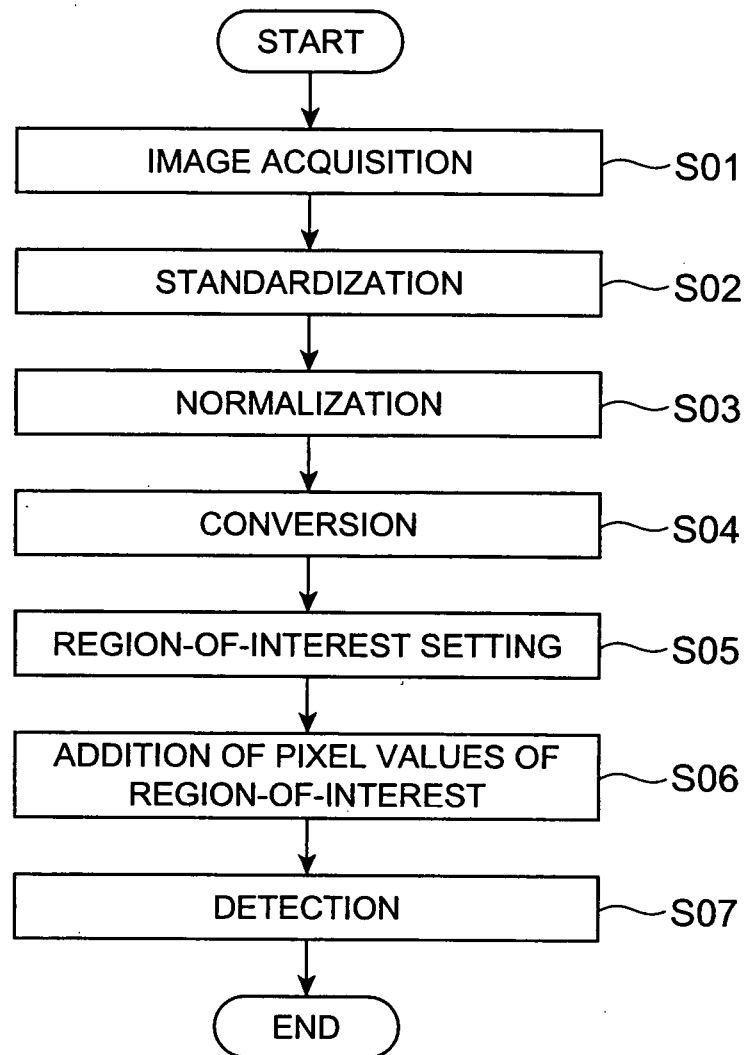 START
IMAGE ACQUISITION
S01
STANDARDIZATION
S02
NORMALIZATION
S03
CONVERSION
S04
REGION-OF-INTEREST SETTING
S05
ADDITION OF PIXEL VALUES OF
REGION-OF-INTEREST
S06
DETECTION
S07
END